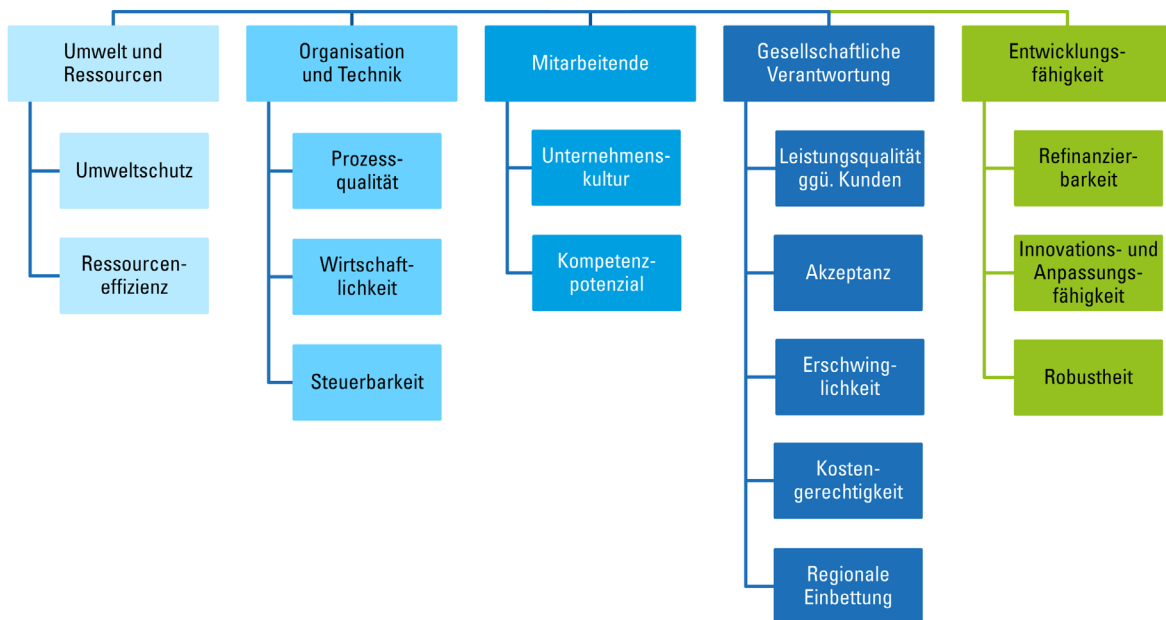 Umwelt und
Ressourcen
Organisation
und Technik
Mitarbeitende
Gesellschaftliche
Verantwortung
Entwicklungs-
fähigkeit
Umweltschutz
Ressourcen-
effizienz
Prozess-
qualität
Wirtschaft-
lichkeit
Steuerbarkeit
Unternehmens-
kultur
Kompetenz-
potenzial
Leistungsqualität
ggü. Kunden
Akzeptanz
Erschwing-
lichkeit
Kosten-
gerechtigkeit
Regionale
Einbettung
Refinanzier-
barkeit
Innovations- und
Anpassungs-
fähigkeit
Robustheit